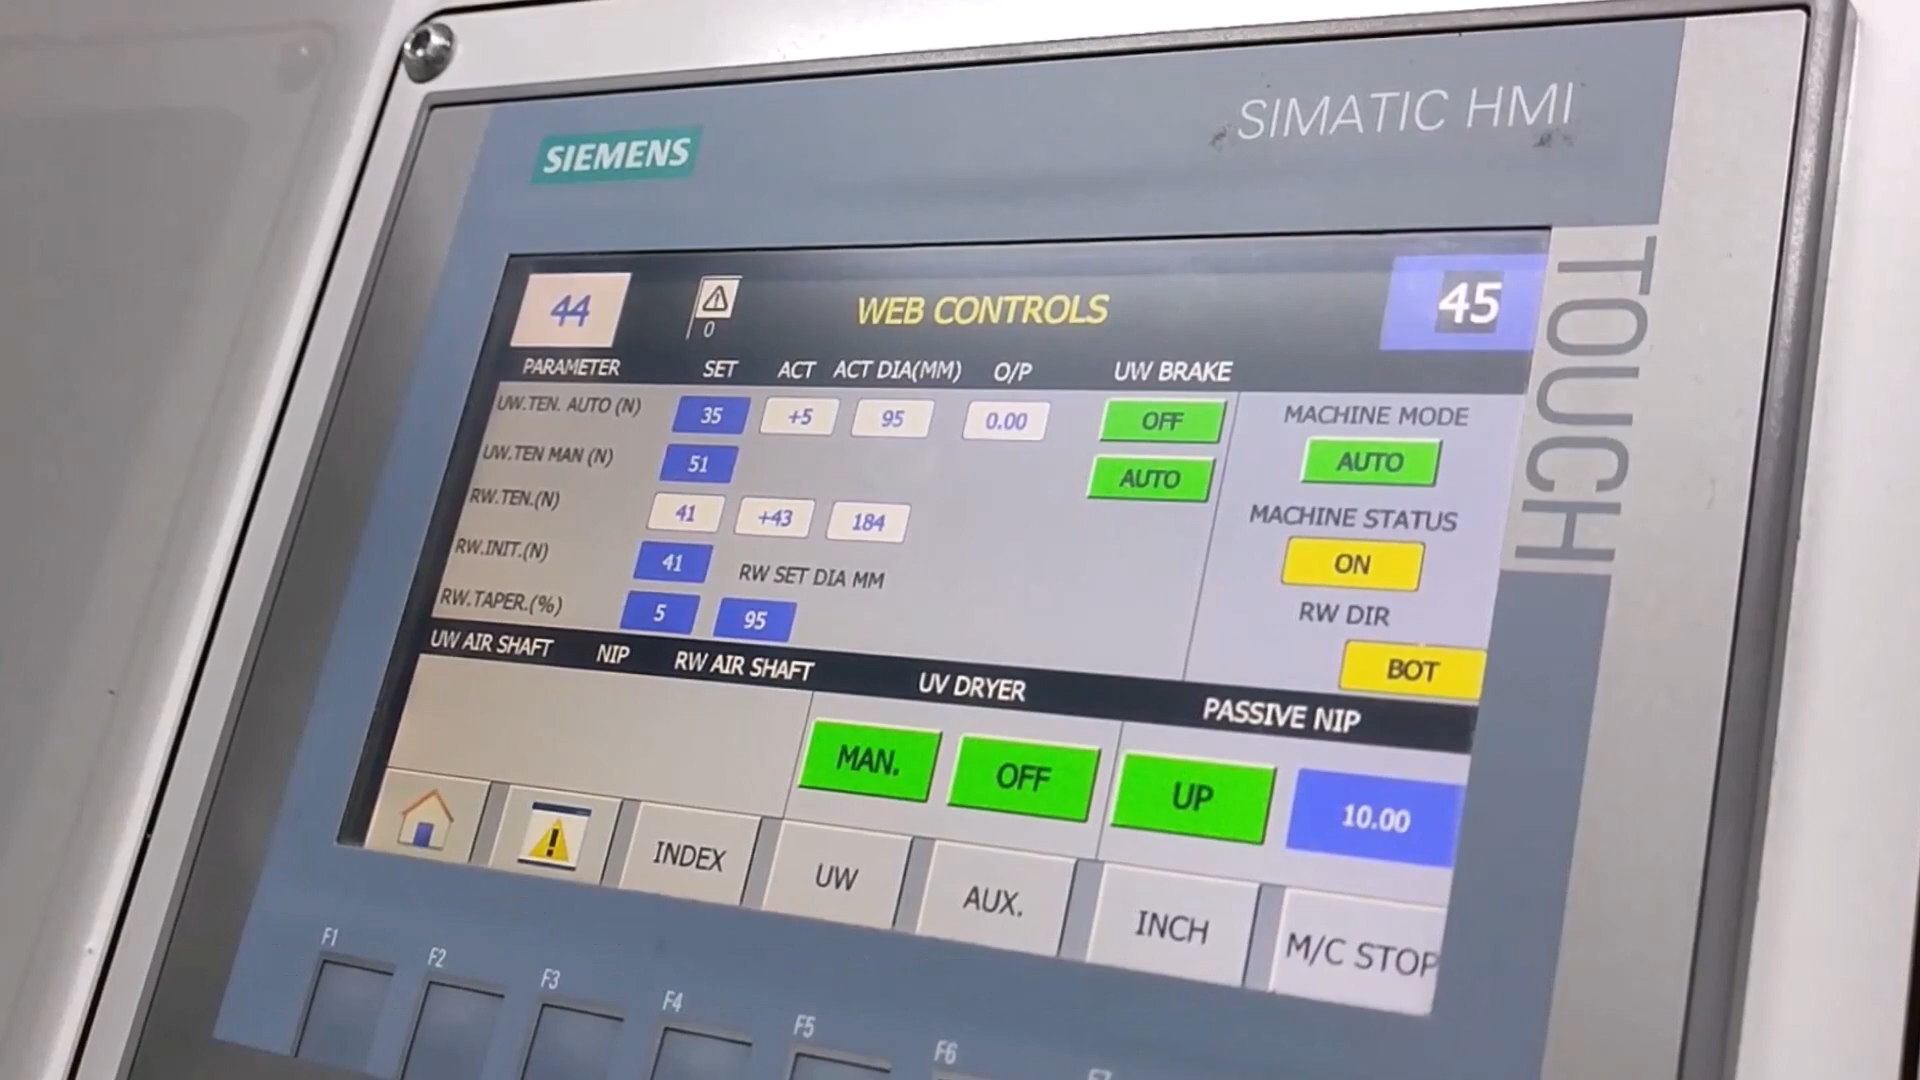 SIEMENS
SIMATIC HMI
TOUCH
44
0
WEB CONTROLS
45
PARAMETER SET ACT ACT DIA(MM) O/P UW BRAKE
UW.TEN. AUTO (N) 35 +5 95 0.00 OFF
MACHINE MODE
UW.TEN MAN (N) 51 AUTO
AUTO
RW.TEN.(N) 41 +43 184
MACHINE STATUS
ON
RW.INIT.(N) 41 RW SET DIA MM
RW DIR
RW.TAPER.(%) 5 95
BOT
UW AIR SHAFT NIP RW AIR SHAFT UV DRYER PASSIVE NIP
MAN. OFF UP 10.00
INDEX UW AUX. INCH M/C STOP
F1 F2 F3 F4 F5 F6